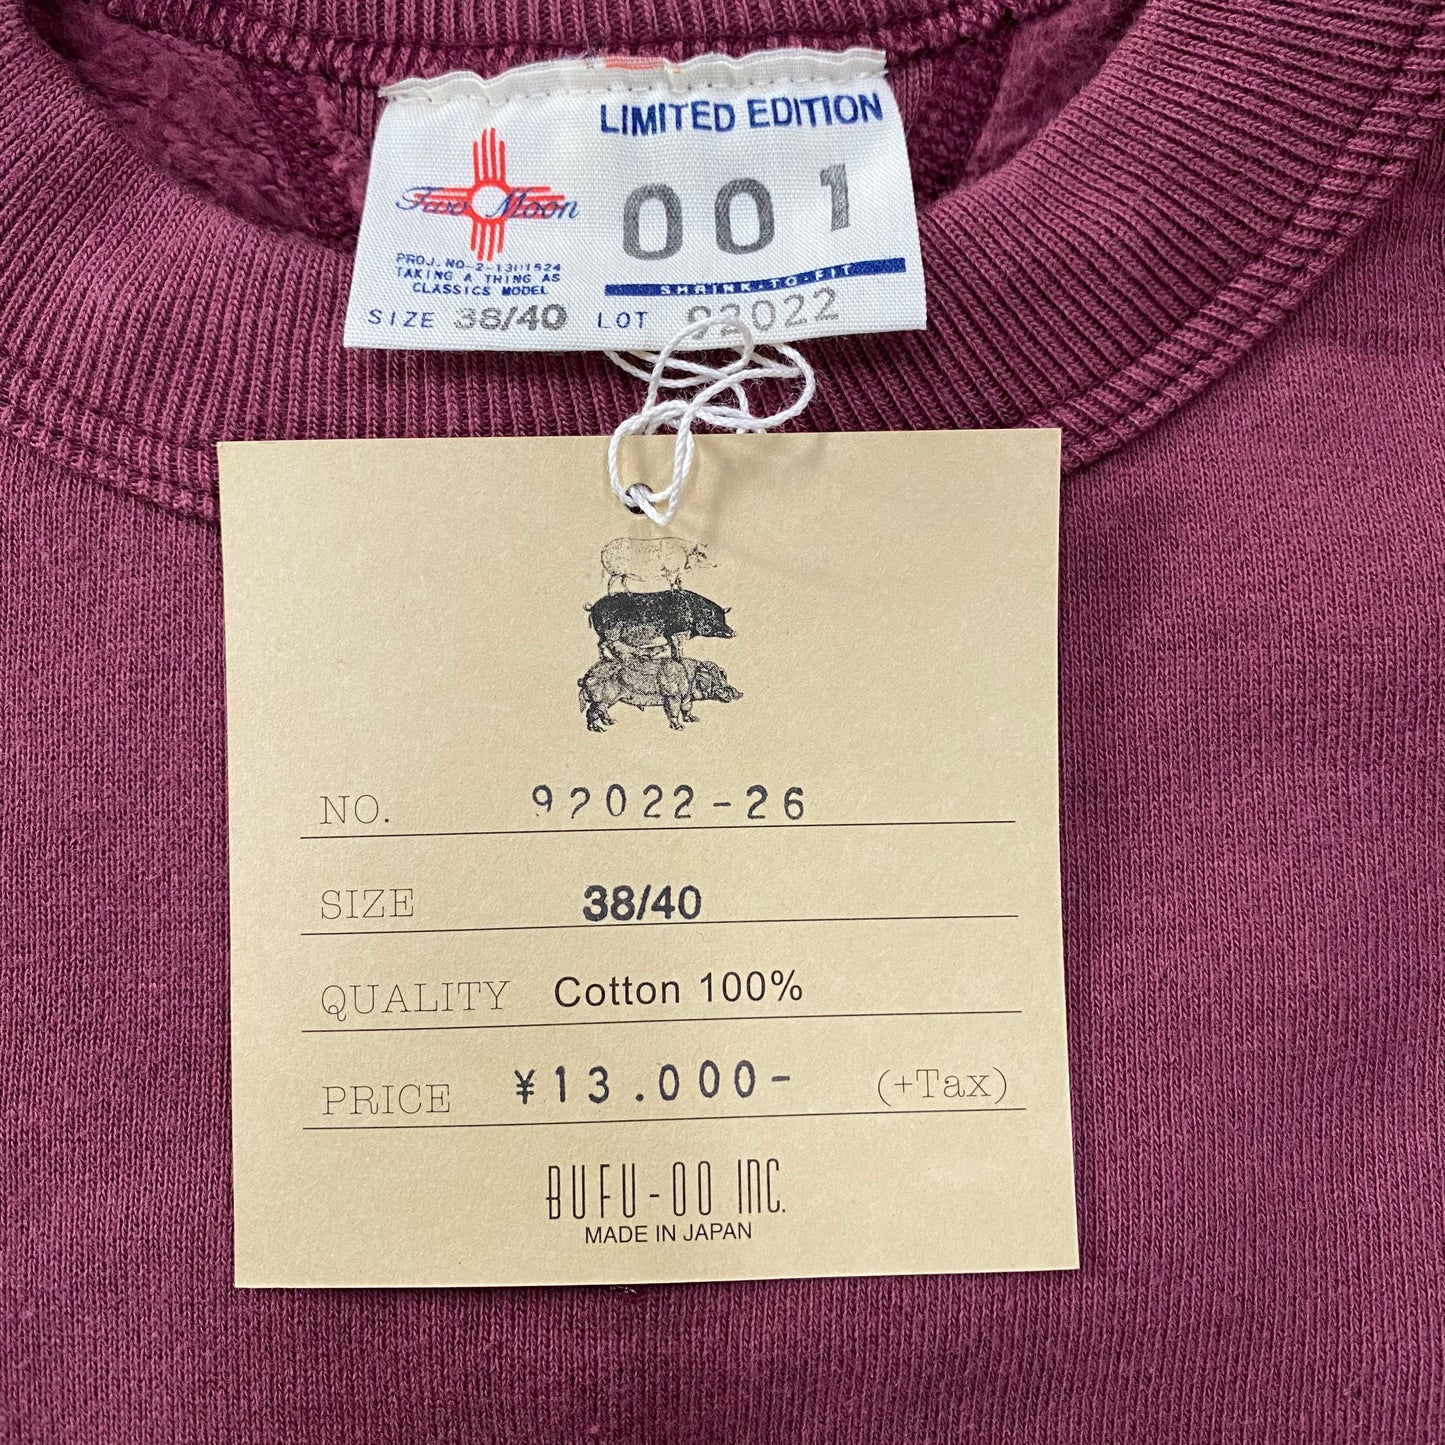 LIMITED EDITION
Two Moon
001
PROJ. NO-2-13111524
TAKING A THING AS
CLASSICS MODEL
SHRINK-TO-FIT
SIZE 38/40 LOT 92022
NO. 92022-26
SIZE 38/40
QUALITY Cotton 100%
PRICE ¥13.000- (+Tax)
BUFU-OO INC.
MADE IN JAPAN